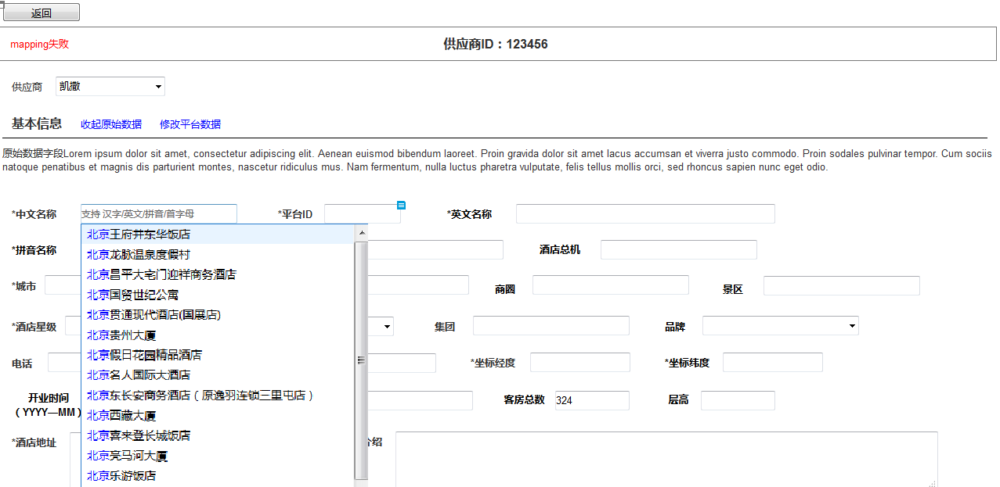 返回
mapping失败
供应商ID：123456
供应商 凯撒
基本信息 收起原始数据 修改平台数据
原始数据字段Lorem ipsum dolor sit amet, consectetur adipiscing elit. Aenean euismod bibendum laoreet. Proin gravida dolor sit amet lacus accumsan et viverra justo commodo. Proin sodales pulvinar tempor. Cum sociis
natoque penatibus et magnis dis parturient montes, nascetur ridiculus mus. Nam fermentum, nulla luctus pharetra vulputate, felis tellus mollis orci, sed rhoncus sapien nunc eget odio.
*中文名称 支持 汉字/英文/拼音/首字母 *平台ID *英文名称
*拼音名称 酒店总机
*城市 商圈 景区
*酒店星级 集团 品牌
电话 *坐标经度 *坐标纬度
开业时间 客房总数 324 层高
（YYYY—MM）
*酒店地址 介绍
北京王府井东华饭店
北京龙脉温泉度假村
北京昌平大宅门迎祥商务酒店
北京国贸世纪公寓
北京贯通现代酒店(国展店)
北京贵州大厦
北京假日花园精品酒店
北京名人国际大酒店
北京东长安商务酒店（原逸羽连锁三里屯店）
北京西藏大厦
北京喜来登长城饭店
北京亮马河大厦
北京乐游饭店